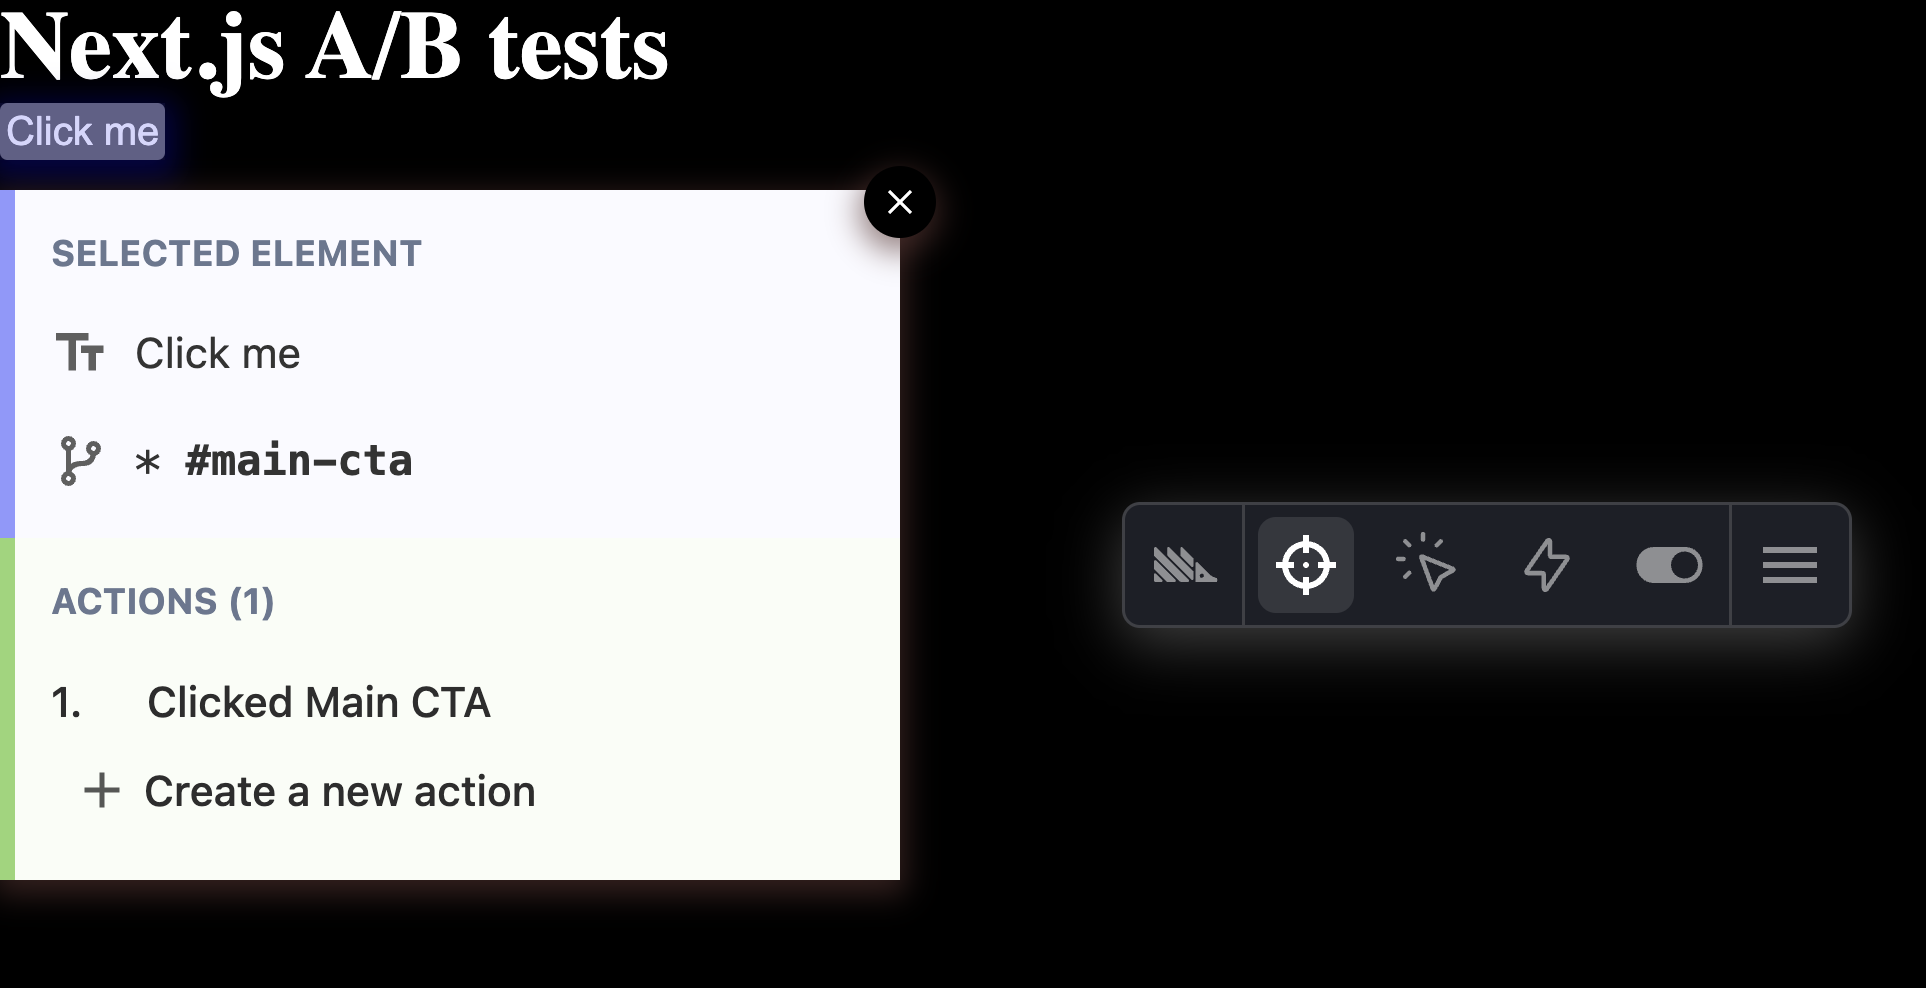 Next.js A/B tests
Click me
SELECTED ELEMENT
Click me
* #main-cta
ACTIONS (1)
1. Clicked Main CTA
Create a new action